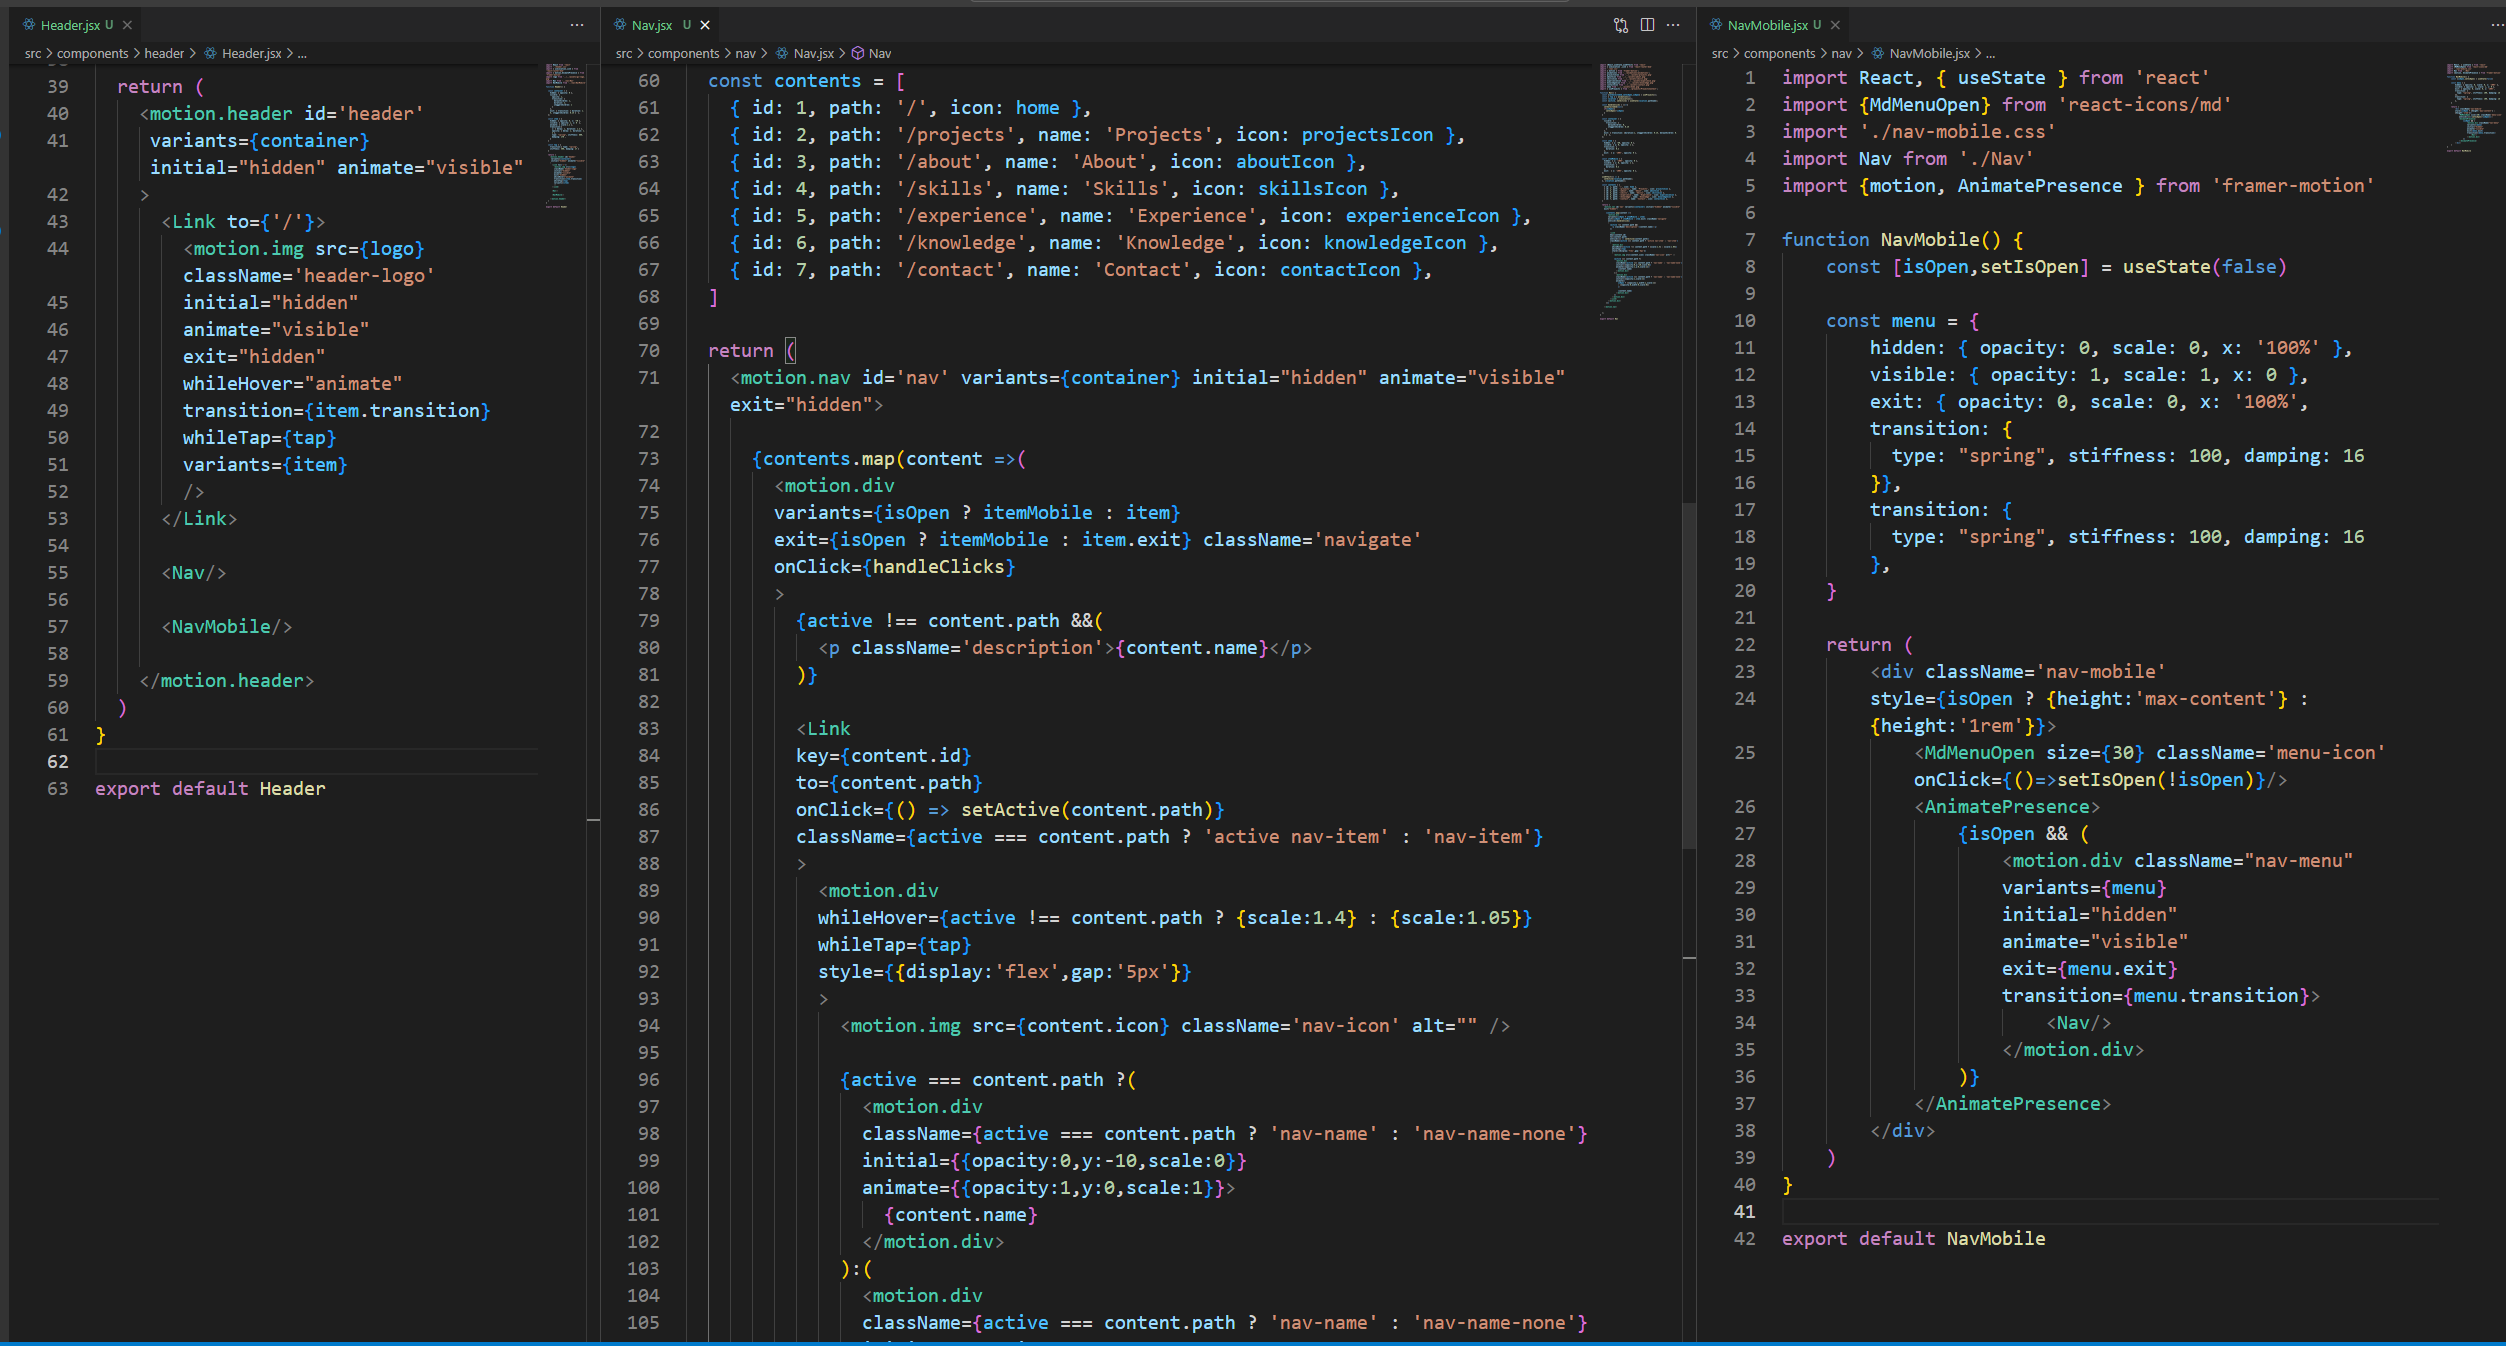 Header.jsx U
src > components > header > Header.jsx > ...
39 return (
40 <motion.header id='header'
41 variants={container}
initial="hidden" animate="visible"
42 >
43 <Link to={'/'}>
44 <motion.img src={logo}
className='header-logo'
45 initial="hidden"
46 animate="visible"
47 exit="hidden"
48 whileHover="animate"
49 transition={item.transition}
50 whileTap={tap}
51 variants={item}
52 />
53 </Link>
54
55 <Nav/>
56
57 <NavMobile/>
58
59 </motion.header>
60 )
61 }
62
63 export default Header
Nav.jsx U
src > components > nav > Nav.jsx > Nav
60 const contents = [
61 { id: 1, path: '/', icon: home },
62 { id: 2, path: '/projects', name: 'Projects', icon: projectsIcon },
63 { id: 3, path: '/about', name: 'About', icon: aboutIcon },
64 { id: 4, path: '/skills', name: 'Skills', icon: skillsIcon },
65 { id: 5, path: '/experience', name: 'Experience', icon: experienceIcon },
66 { id: 6, path: '/knowledge', name: 'Knowledge', icon: knowledgeIcon },
67 { id: 7, path: '/contact', name: 'Contact', icon: contactIcon },
68 ]
69
70 return (
71 <motion.nav id='nav' variants={container} initial="hidden" animate="visible"
exit="hidden">
72
73 {contents.map(content =>(
74 <motion.div
75 variants={isOpen ? itemMobile : item}
76 exit={isOpen ? itemMobile : item.exit} className='navigate'
77 onClick={handleClicks}
78 >
79 {active !== content.path &&(
80 <p className='description'>{content.name}</p>
81 )}
82
83 <Link
84 key={content.id}
85 to={content.path}
86 onClick={() => setActive(content.path)}
87 className={active === content.path ? 'active nav-item' : 'nav-item'}
88 >
89 <motion.div
90 whileHover={active !== content.path ? {scale:1.4} : {scale:1.05}}
91 whileTap={tap}
92 style={{display:'flex',gap:'5px'}}
93 >
94 <motion.img src={content.icon} className='nav-icon' alt="" />
95
96 {active === content.path ?(
97 <motion.div
98 className={active === content.path ? 'nav-name' : 'nav-name-none'}
99 initial={{opacity:0,y:-10,scale:0}}
100 animate={{opacity:1,y:0,scale:1}}>
101 {content.name}
102 </motion.div>
103 ):(
104 <motion.div
105 className={active === content.path ? 'nav-name' : 'nav-name-none'}
NavMobile.jsx U
src > components > nav > NavMobile.jsx > ...
1 import React, { useState } from 'react'
2 import {MdMenuOpen} from 'react-icons/md'
3 import './nav-mobile.css'
4 import Nav from './Nav'
5 import {motion, AnimatePresence } from 'framer-motion'
6
7 function NavMobile() {
8 const [isOpen,setIsOpen] = useState(false)
9
10 const menu = {
11 hidden: { opacity: 0, scale: 0, x: '100%' },
12 visible: { opacity: 1, scale: 1, x: 0 },
13 exit: { opacity: 0, scale: 0, x: '100%',
14 transition: {
15 type: "spring", stiffness: 100, damping: 16
16 }},
17 transition: {
18 type: "spring", stiffness: 100, damping: 16
19 },
20 }
21
22 return (
23 <div className='nav-mobile'
24 style={isOpen ? {height:'max-content'} :
{height:'1rem'}}>
25 <MdMenuOpen size={30} className='menu-icon'
onClick={()=>setIsOpen(!isOpen)}/>
26 <AnimatePresence>
27 {isOpen && (
28 <motion.div className="nav-menu"
29 variants={menu}
30 initial="hidden"
31 animate="visible"
32 exit={menu.exit}
33 transition={menu.transition}>
34 <Nav/>
35 </motion.div>
36 )}
37 </AnimatePresence>
38 </div>
39 )
40 }
41
42 export default NavMobile